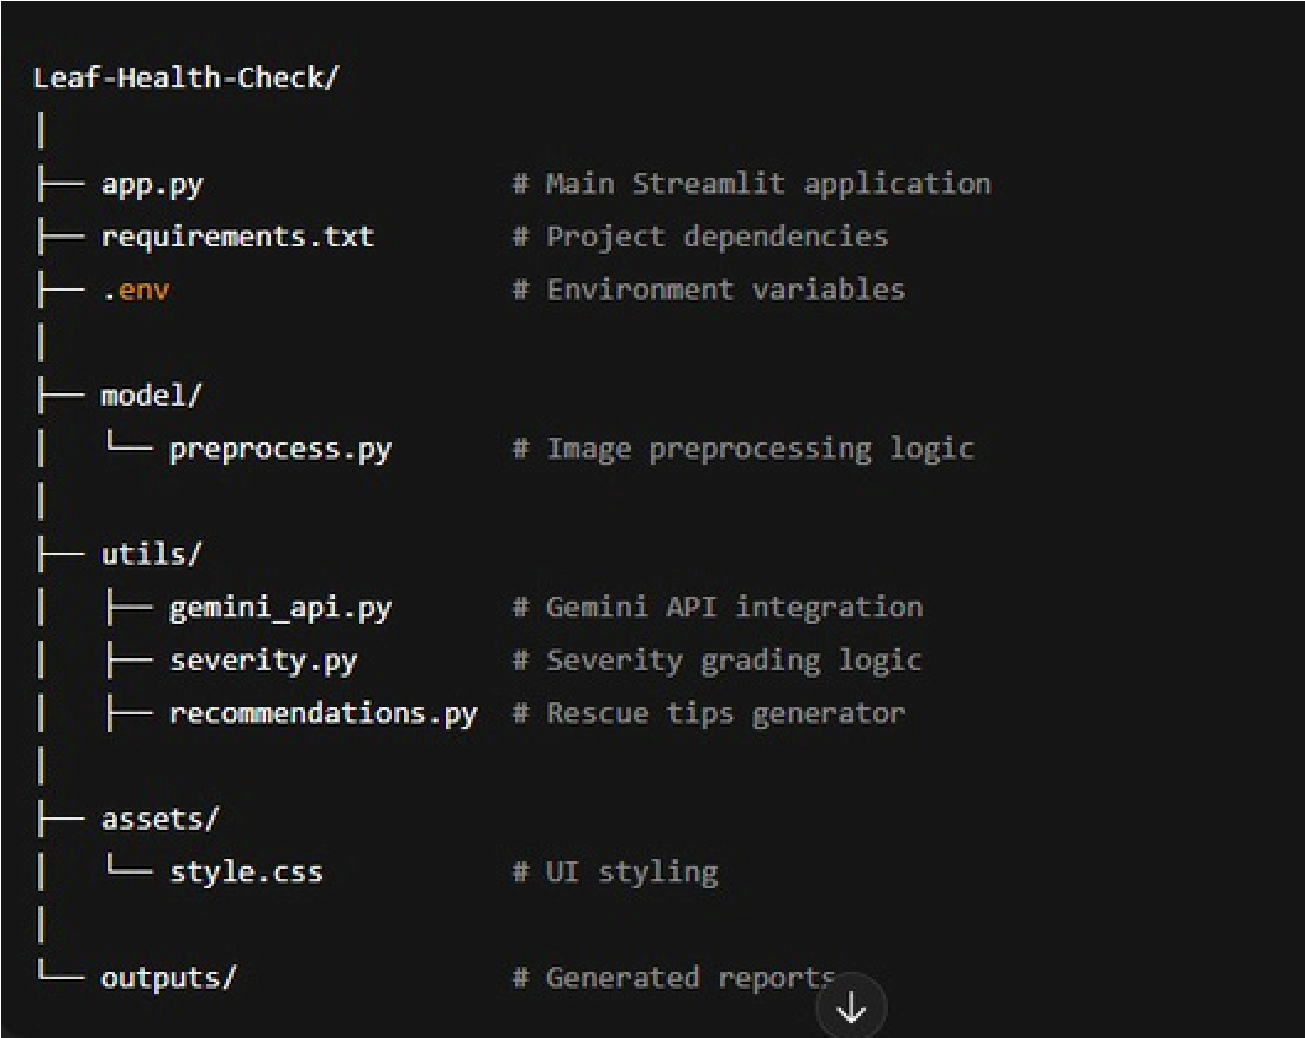 Leaf-Health-Check/
│
├── app.py                  # Main Streamlit application
├── requirements.txt        # Project dependencies
├── .env                    # Environment variables
│
├── model/
│   └── preprocess.py       # Image preprocessing logic
│
├── utils/
│   ├── gemini_api.py       # Gemini API integration
│   ├── severity.py         # Severity grading logic
│   ├── recommendations.py  # Rescue tips generator
│
├── assets/
│   └── style.css           # UI styling
│
└── outputs/                # Generated reports